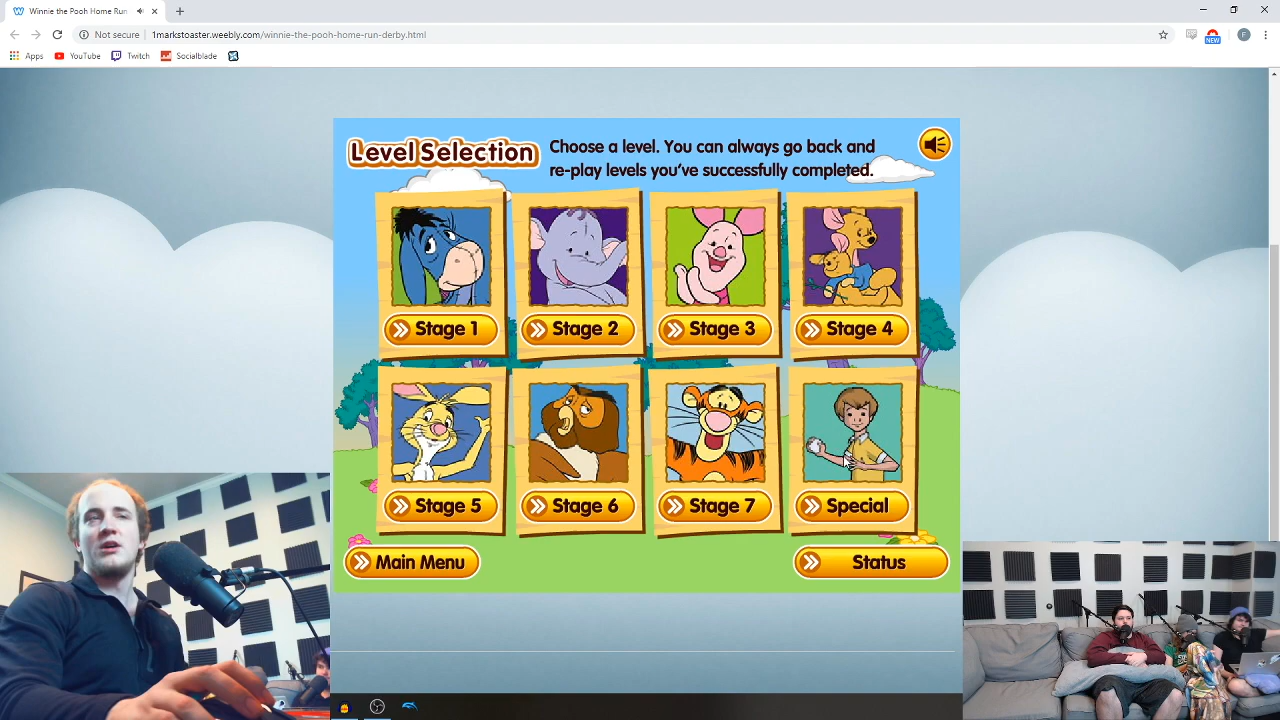 Winnie the Pooh Home Run
Not secure
1markstoaster.weebly.com/winnie-the-pooh-home-run-derby.html
F
Apps
YouTube
Twitch
Socialblade
NEW
Level Selection
Choose a level. You can always go back and
re-play levels you've successfully completed.
Stage 1
Stage 2
Stage 3
Stage 4
Stage 5
Stage 6
Stage 7
Special
Main Menu
Status